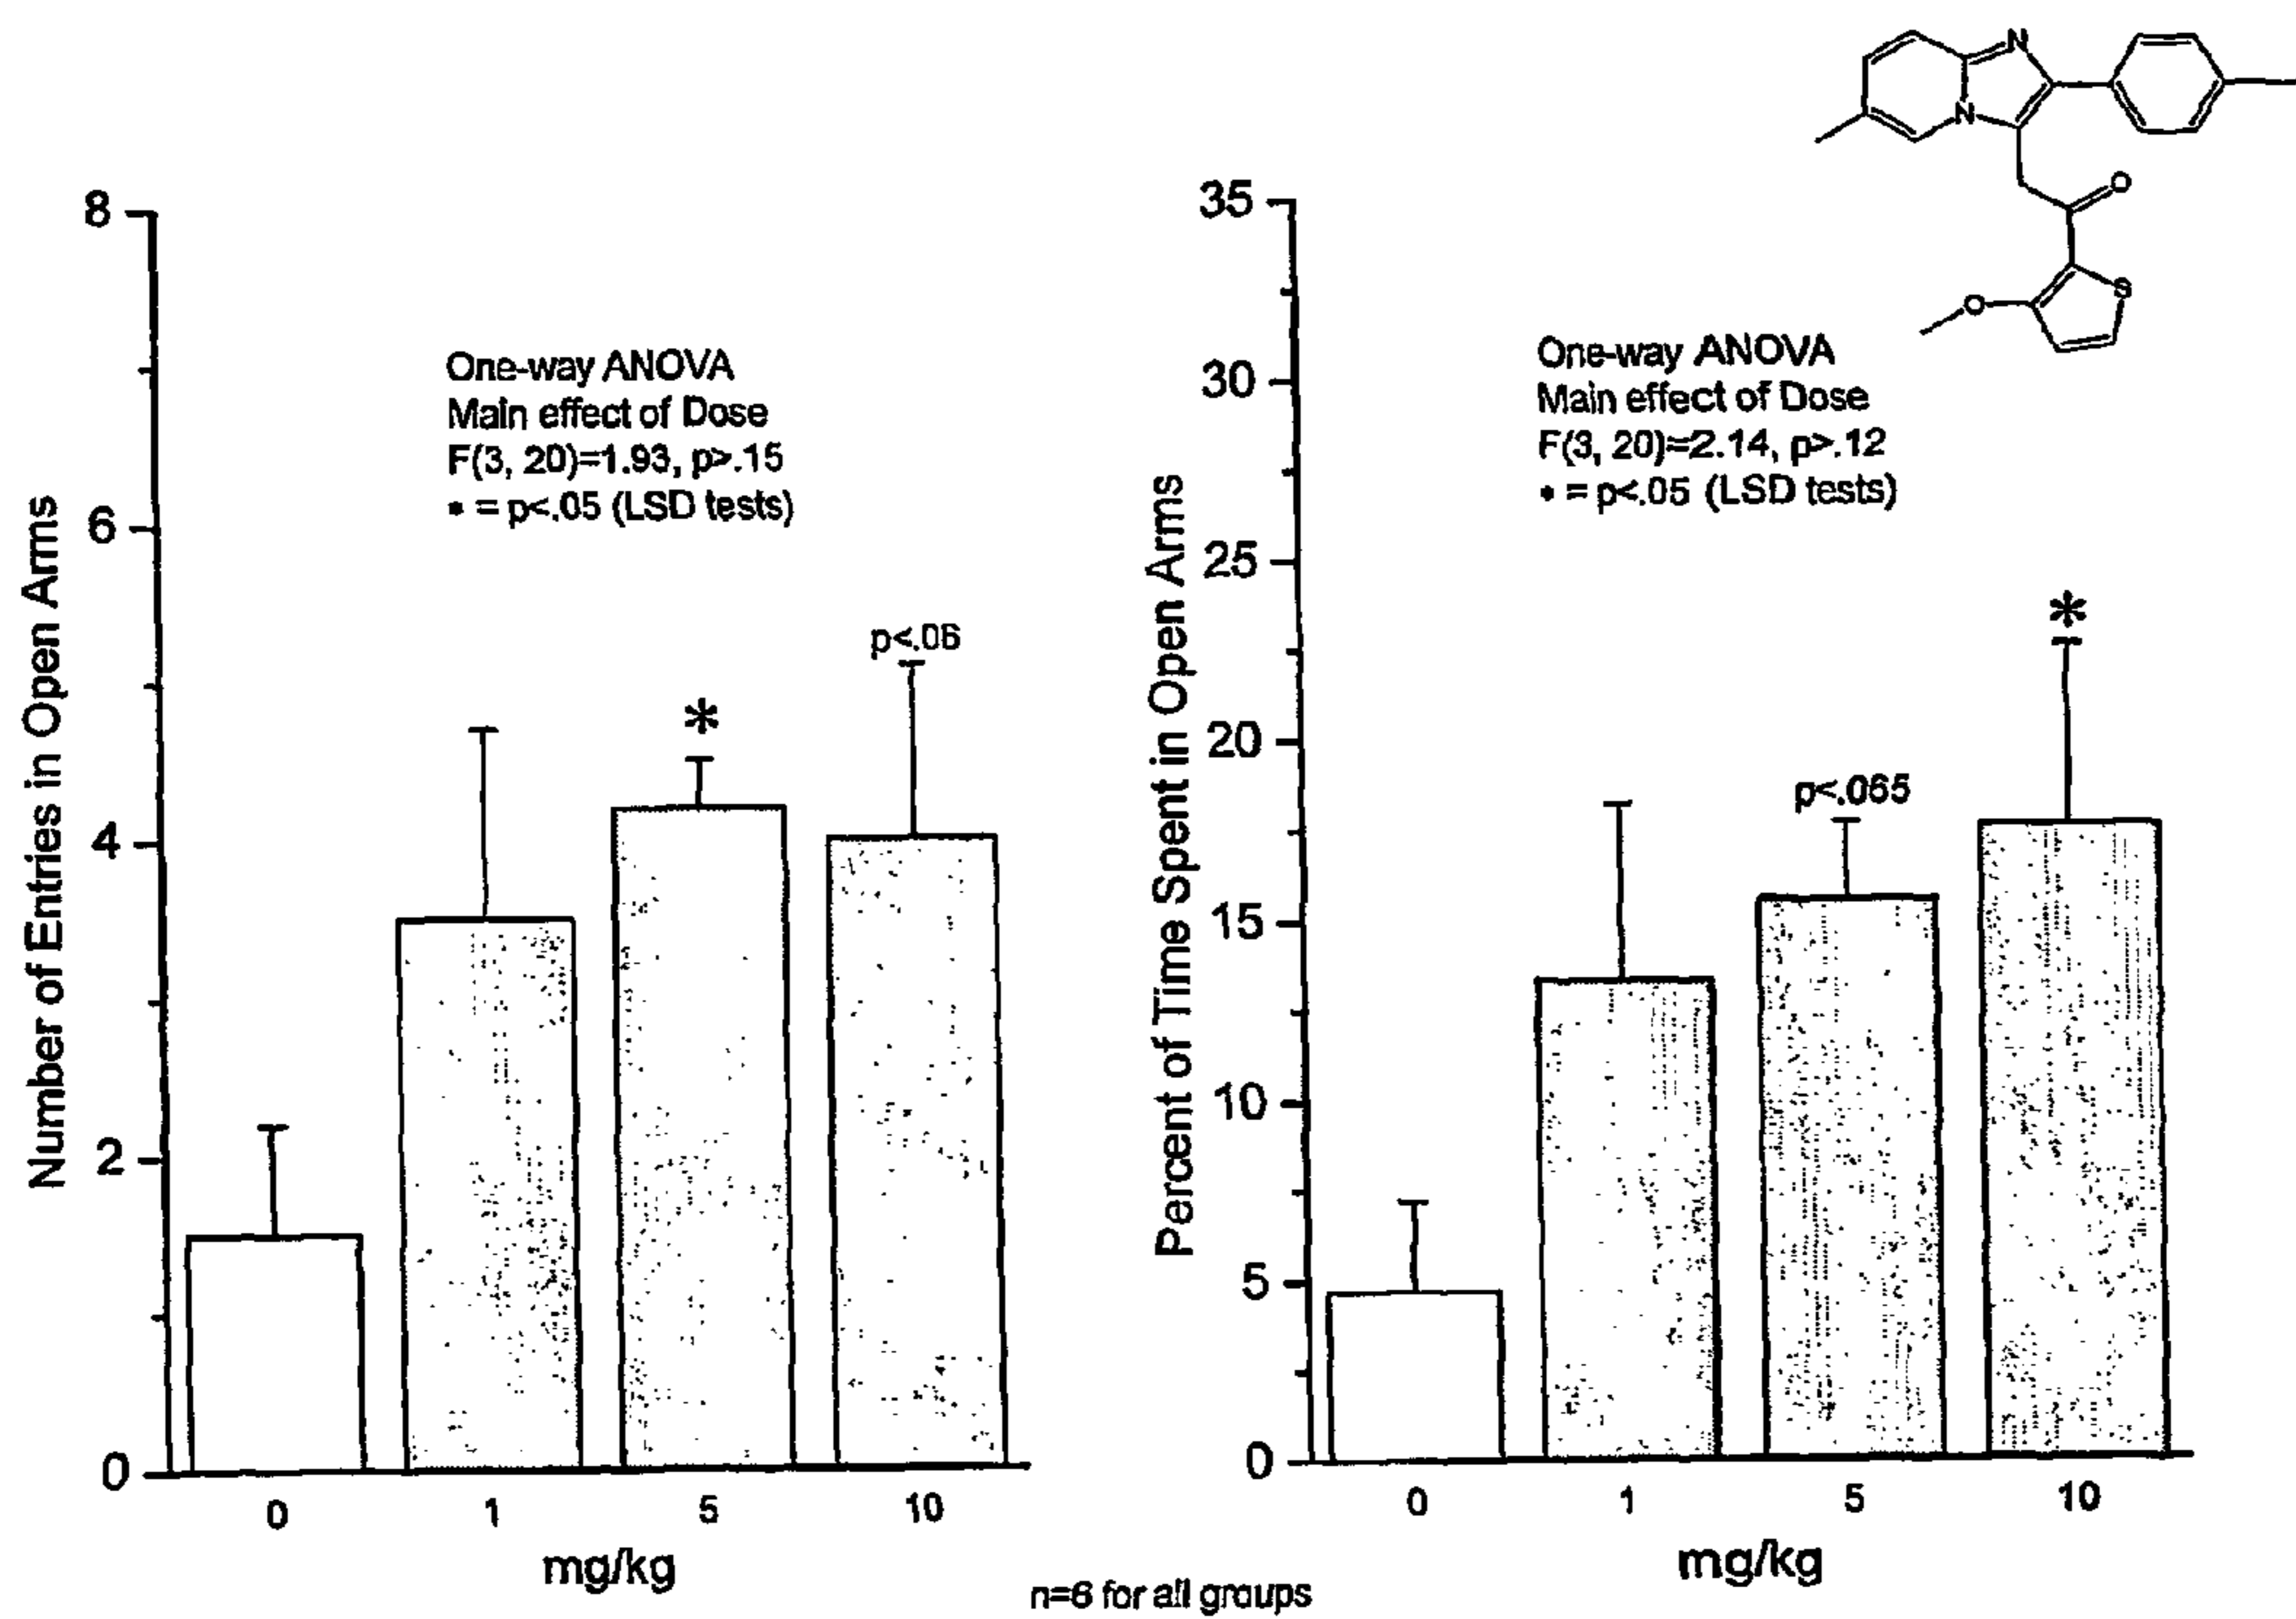 8
6
4
2
0
Number of Entries in Open Arms
One-way ANOVA
Main effect of Dose
F(3, 20)=1.93, p>.15
* = p<.05 (LSD tests)
*
p<.06
0 1 5 10
mg/kg
n=6 for all groups
35
30
25
20
15
10
5
0
Percent of Time Spent in Open Arms
N
N
O
S
O
One-way ANOVA
Main effect of Dose
F(3, 20)=2.14, p>.12
* = p<.05 (LSD tests)
p<.065
*
0 1 5 10
mg/kg